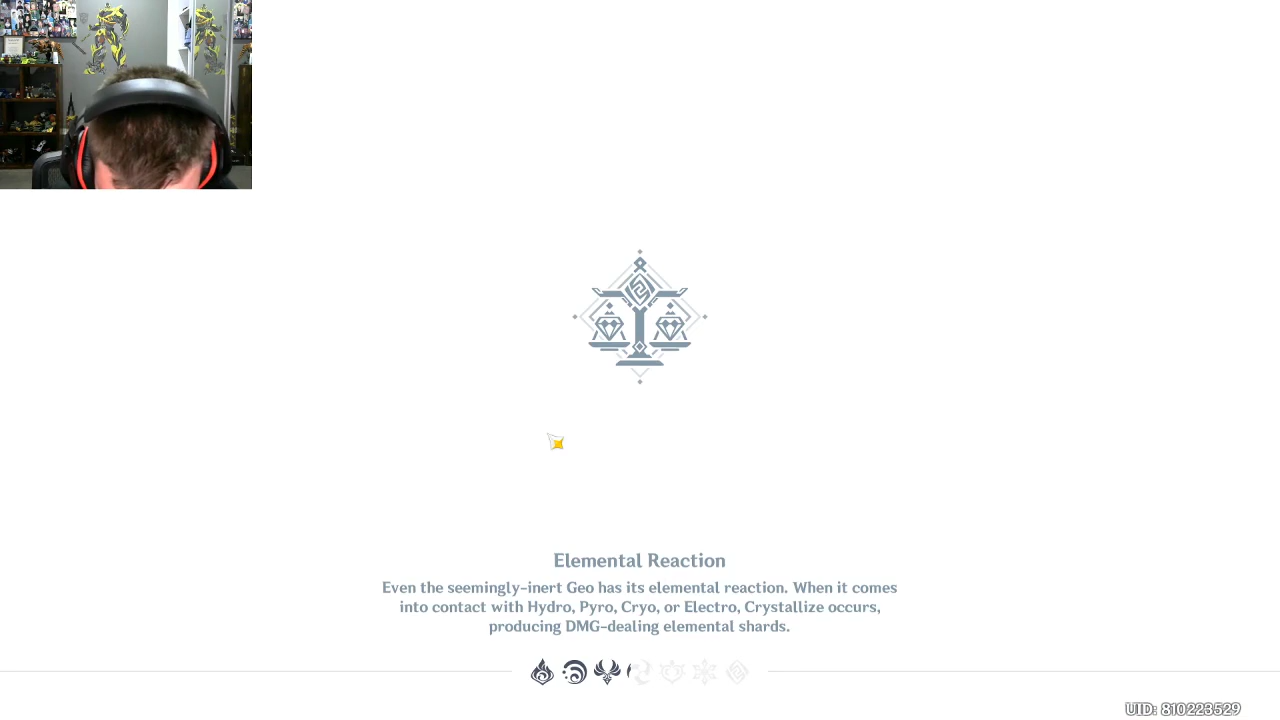 Elemental Reaction
Even the seemingly-inert Geo has its elemental reaction. When it comes
into contact with Hydro, Pyro, Cryo, or Electro, Crystallize occurs,
producing DMG-dealing elemental shards.
UID: 810223529